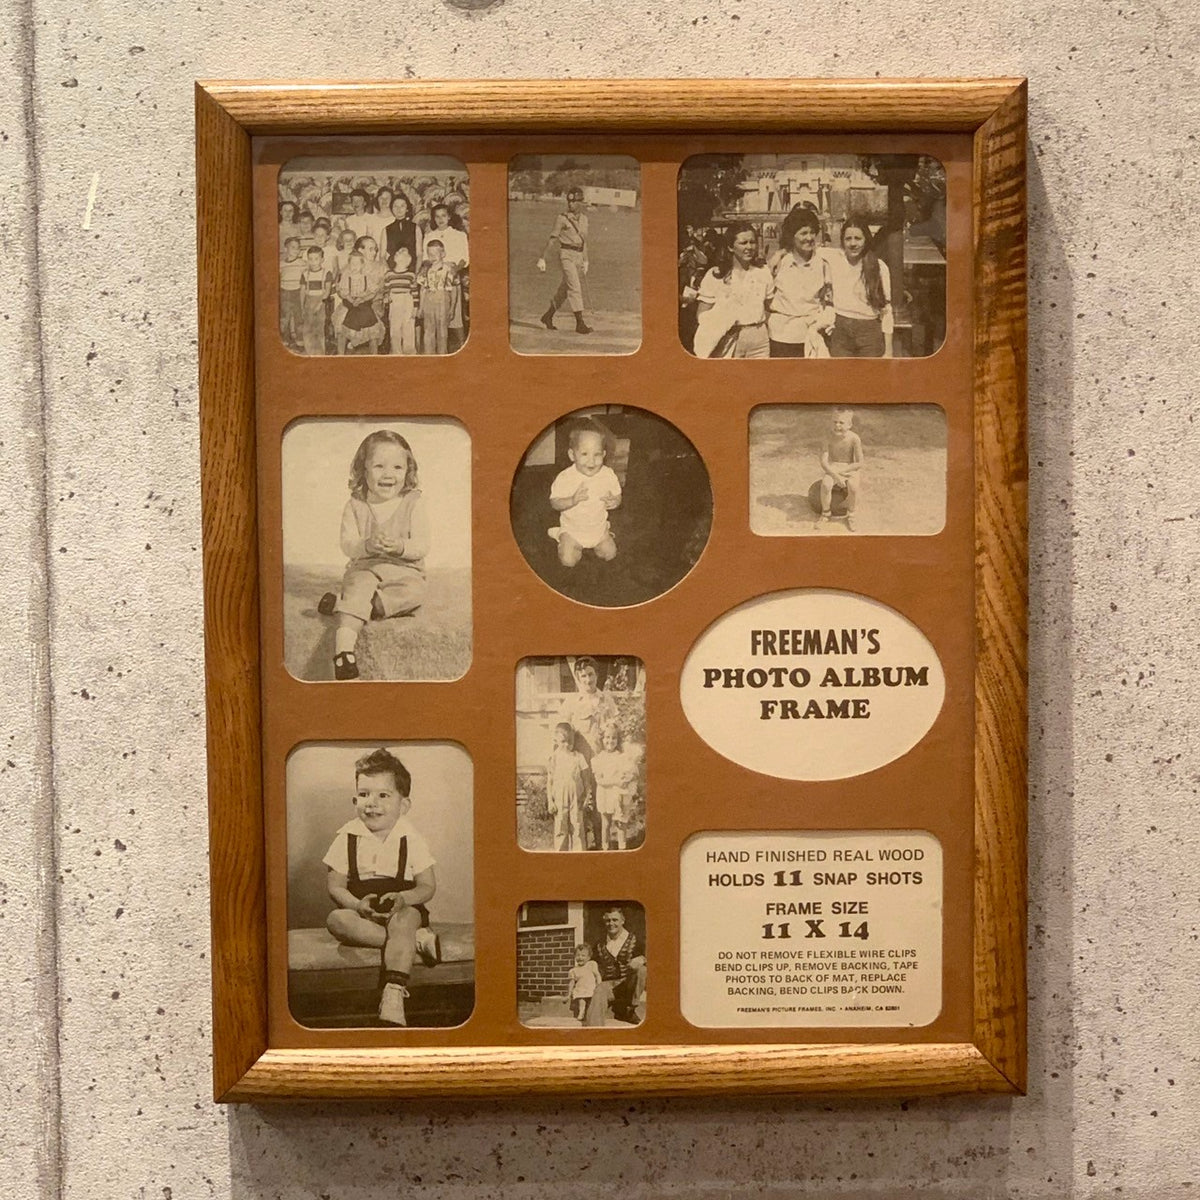 FREEMAN'S
PHOTO ALBUM
FRAME
HAND FINISHED REAL WOOD
HOLDS 11 SNAP SHOTS
FRAME SIZE
11 X 14
DO NOT REMOVE FLEXIBLE WIRE CLIPS
BEND CLIPS UP, REMOVE BACKING, TAPE
PHOTOS TO BACK OF MAT, REPLACE
BACKING, BEND CLIPS BACK DOWN.
FREEMAN'S PICTURE FRAMES, INC • ANAHEIM, CA